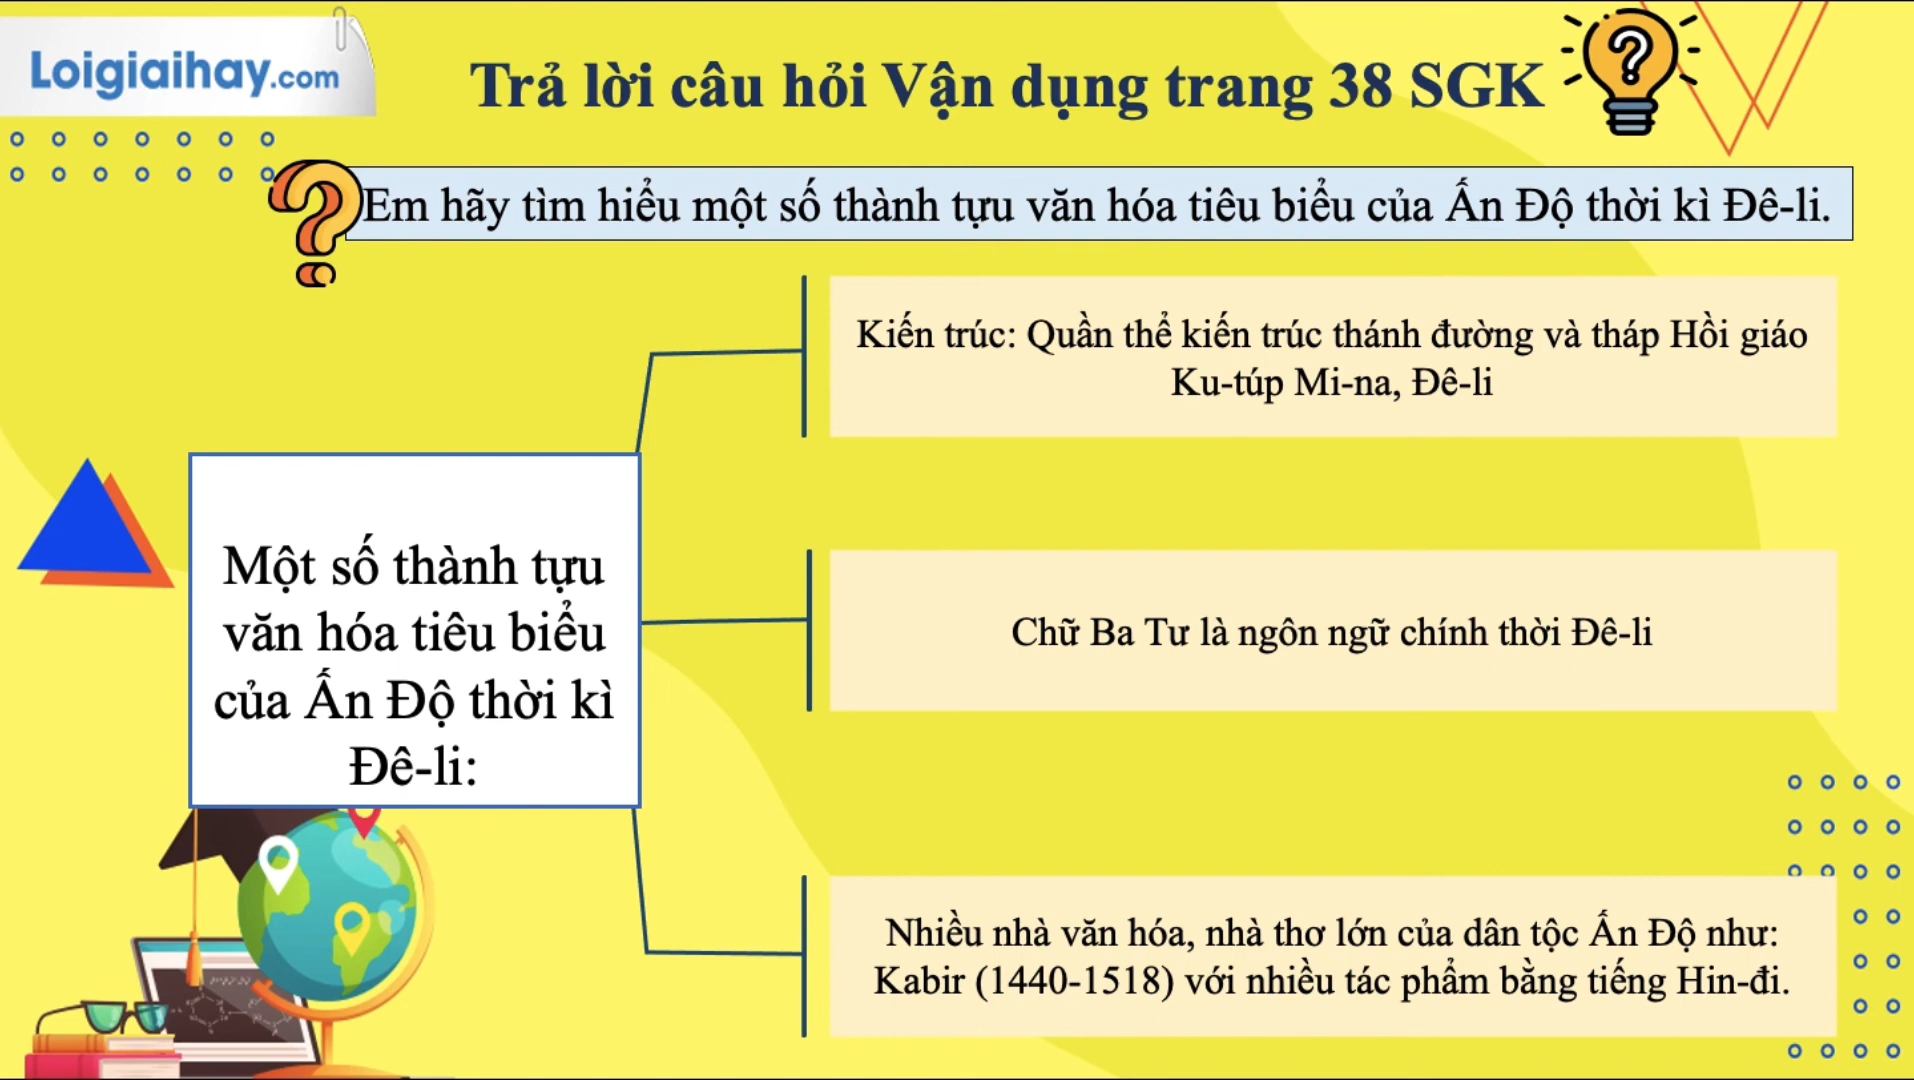 Loigiaihay.com
Trả lời câu hỏi Vận dụng trang 38 SGK
Em hãy tìm hiểu một số thành tựu văn hóa tiêu biểu của Ấn Độ thời kì Đê-li.
Kiến trúc: Quần thể kiến trúc thánh đường và tháp Hồi giáo
Ku-túp Mi-na, Đê-li
Một số thành tựu
văn hóa tiêu biểu
của Ấn Độ thời kì
Đê-li:
Chữ Ba Tư là ngôn ngữ chính thời Đê-li
Nhiều nhà văn hóa, nhà thơ lớn của dân tộc Ấn Độ như:
Kabir (1440-1518) với nhiều tác phẩm bằng tiếng Hin-đi.